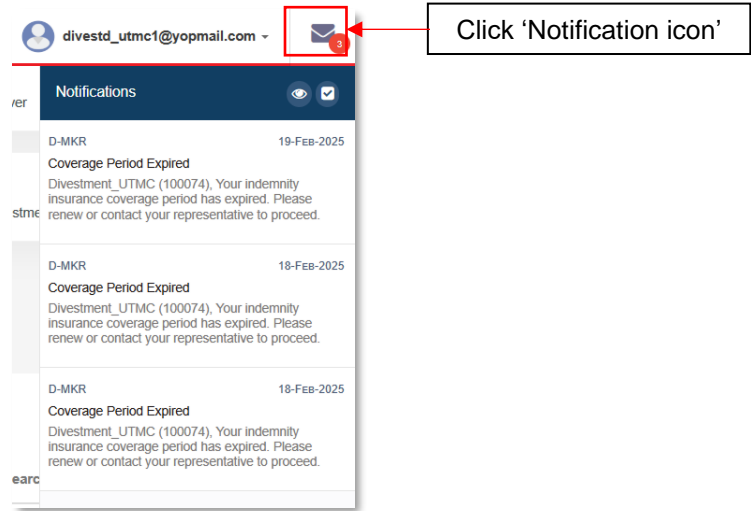 divestd_utmc1@yopmail.com
3
Click ‘Notification icon’
Notifications
ver
D-MKR 19-FEB-2025
Coverage Period Expired
Divestment_UTMC (100074), Your indemnity
insurance coverage period has expired. Please
stme renew or contact your representative to proceed.
D-MKR 18-FEB-2025
Coverage Period Expired
Divestment_UTMC (100074), Your indemnity
insurance coverage period has expired. Please
renew or contact your representative to proceed.
D-MKR 18-FEB-2025
Coverage Period Expired
Divestment_UTMC (100074), Your indemnity
insurance coverage period has expired. Please
renew or contact your representative to proceed.
earc